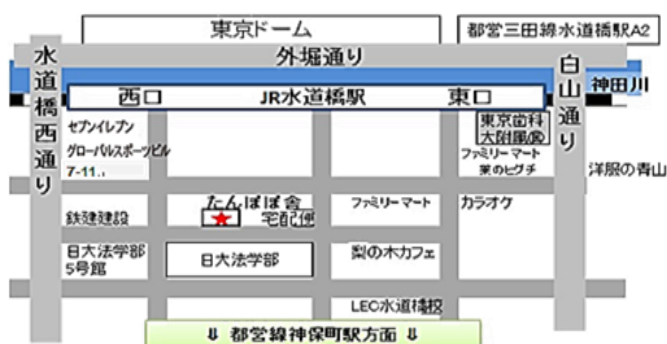 東京ドーム
都営三田線水道橋駅A2
外堀通り
水道橋西通り
白山通り
神田川
西口
JR水道橋駅
東口
セブンイレブン
グローバルスポーツビル
7-11
東京歯科
大附属
ファミリーマート
薬のヒグチ
洋服の青山
たんぽぽ舎
宅配便
鉄建建設
ファミリーマート
カラオケ
日大法学部
5号館
日大法学部
梨の木カフェ
LEC水道橋校
⇓ 都営線神保町駅方面 ⇓